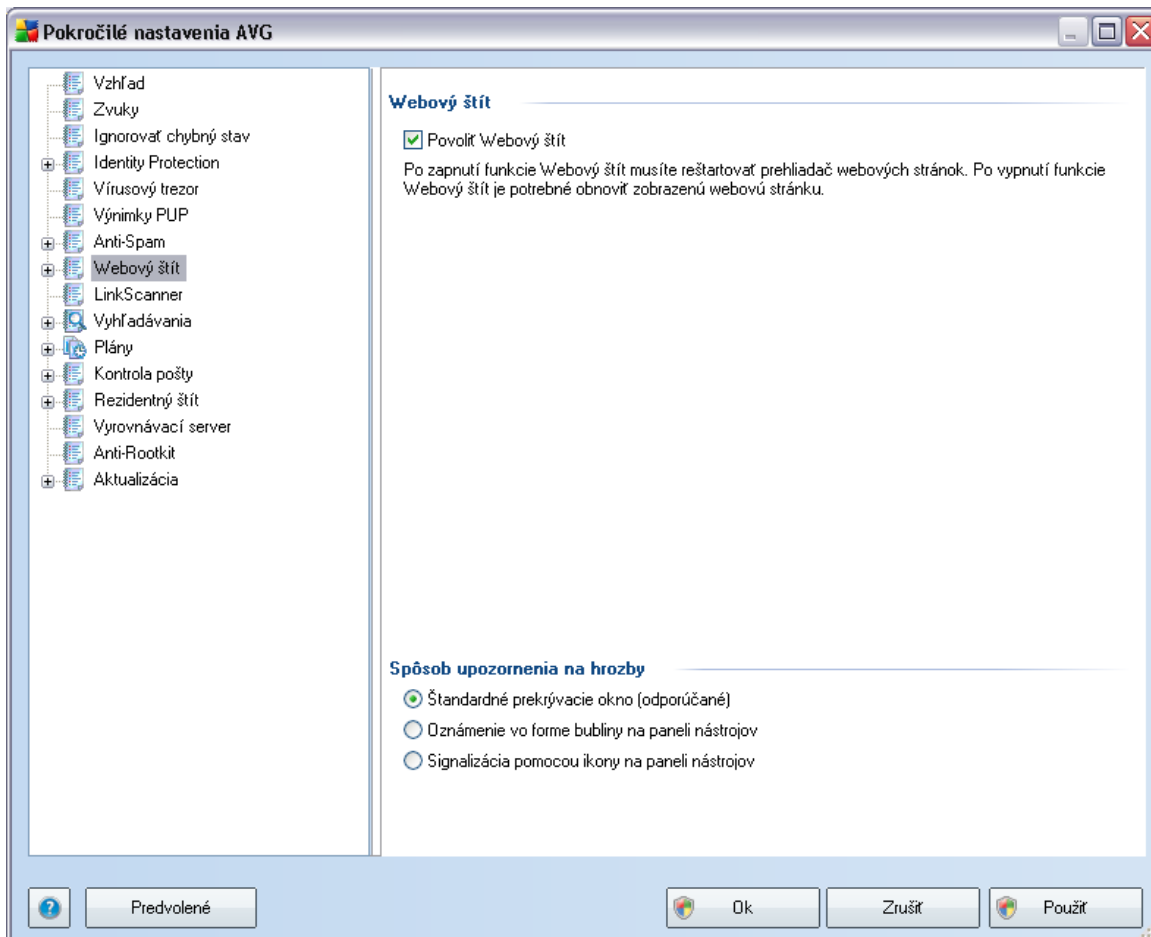 Pokročilé nastavenia AVG
Vzhľad
Zvuky
Ignorovať chybný stav
Identity Protection
Vírusový trezor
Výnimky PUP
Anti-Spam
Webový štít
LinkScanner
Vyhľadávania
Plány
Kontrola pošty
Rezidentný štít
Vyrovnávací server
Anti-Rootkit
Aktualizácia
Webový štít
Povoliť Webový štít
Po zapnutí funkcie Webový štít musíte reštartovať prehliadač webových stránok. Po vypnutí funkcie
Webový štít je potrebné obnoviť zobrazenú webovú stránku.
Spôsob upozornenia na hrozby
Štandardné prekrývacie okno (odporúčané)
Oznámenie vo forme bubliny na paneli nástrojov
Signalizácia pomocou ikony na paneli nástrojov
Predvolené
Ok
Zrušiť
Použiť